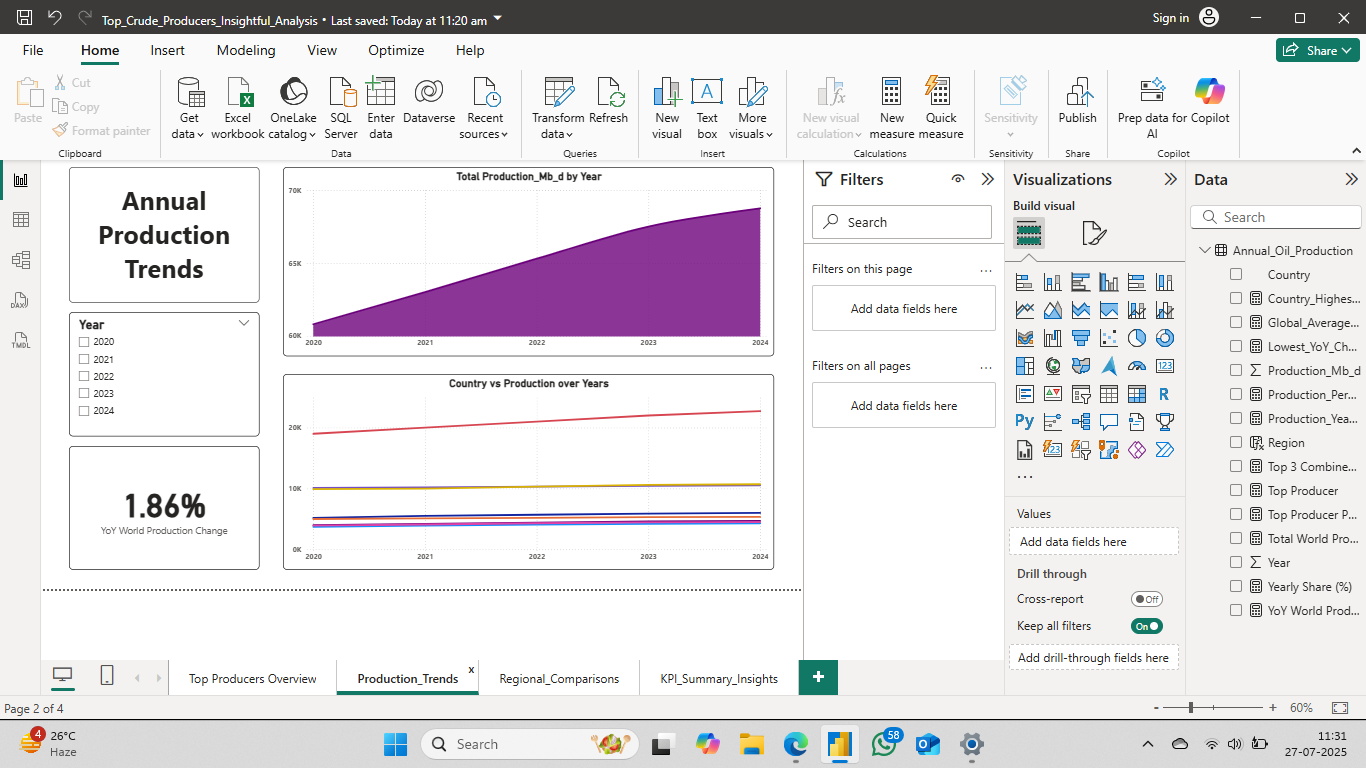 Top_Crude_Producers_Insightful_Analysis • Last saved: Today at 11:20 am
Sign in
File Home Insert Modeling View Optimize Help
Share
Paste
Cut
Copy
Format painter
Clipboard
Get data
Excel workbook
OneLake catalog
SQL Server
Enter data
Dataverse
Recent sources
Data
Transform data
Refresh
Queries
New visual
Text box
More visuals
Insert
New visual calculation
New measure
Quick measure
Calculations
Sensitivity
Sensitivity
Publish
Share
Prep data for AI
Copilot
Copilot
DAX
TMDL
Annual
Production
Trends
Year
2020
2021
2022
2023
2024
1.86%
YoY World Production Change
Total Production_Mb_d by Year
70K
65K
60K
2020 2021 2022 2023 2024
Country vs Production over Years
20K
10K
0K
2020 2021 2022 2023 2024
Filters
Search
Filters on this page ...
Add data fields here
Filters on all pages ...
Add data fields here
Visualizations
Build visual
123
R
Py
123
...
Values
Add data fields here
Drill through
Cross-report Off
Keep all filters On
Add drill-through fields here
Data
Search
Annual_Oil_Production
Country
Country_Highes...
Global_Average...
Lowest_YoY_Ch...
Production_Mb_d
Production_Per...
Production_Yea...
Region
Top 3 Combine...
Top Producer
Top Producer P...
Total World Pro...
Year
Yearly Share (%)
YoY World Prod...
Top Producers Overview
Production_Trends x
Regional_Comparisons
KPI_Summary_Insights
+
Page 2 of 4
- + 60%
4
26°C
Haze
Search
58
11:31
27-07-2025